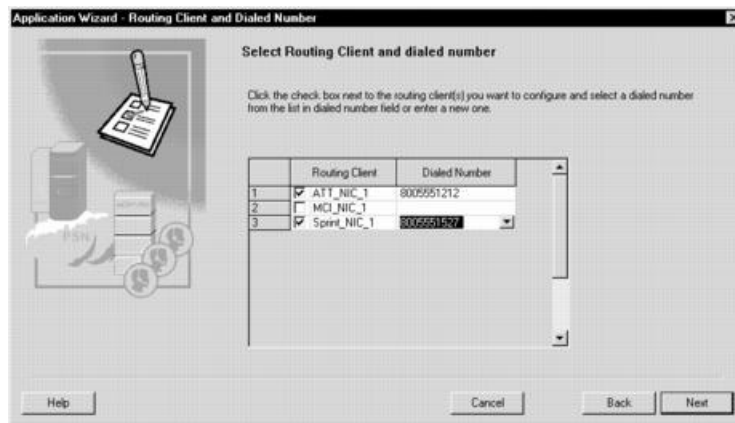 Application Wizard - Routing Client and Dialed Number
Select Routing Client and dialed number
Click the check box next to the routing client(s) you want to configure and select a dialed number
from the list in dialed number field or enter a new one.
Routing Client Dialed Number
1 ATT_NIC_1 8005551212
2 MCI_NIC_1
3 Sprint_NIC_1 8005551527
PSN
Help Cancel Back Next